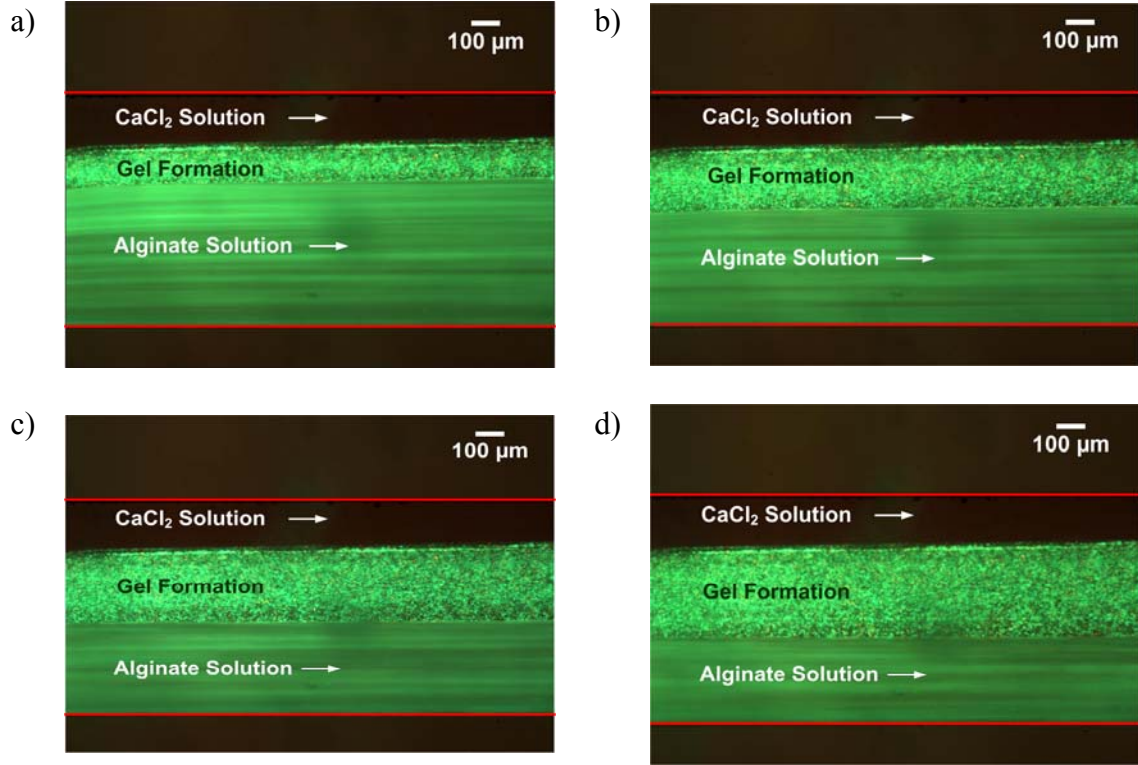 a)
100 µm
CaCl₂ Solution
Gel Formation
Alginate Solution
b)
100 µm
CaCl₂ Solution
Gel Formation
Alginate Solution
c)
100 µm
CaCl₂ Solution
Gel Formation
Alginate Solution
d)
100 µm
CaCl₂ Solution
Gel Formation
Alginate Solution